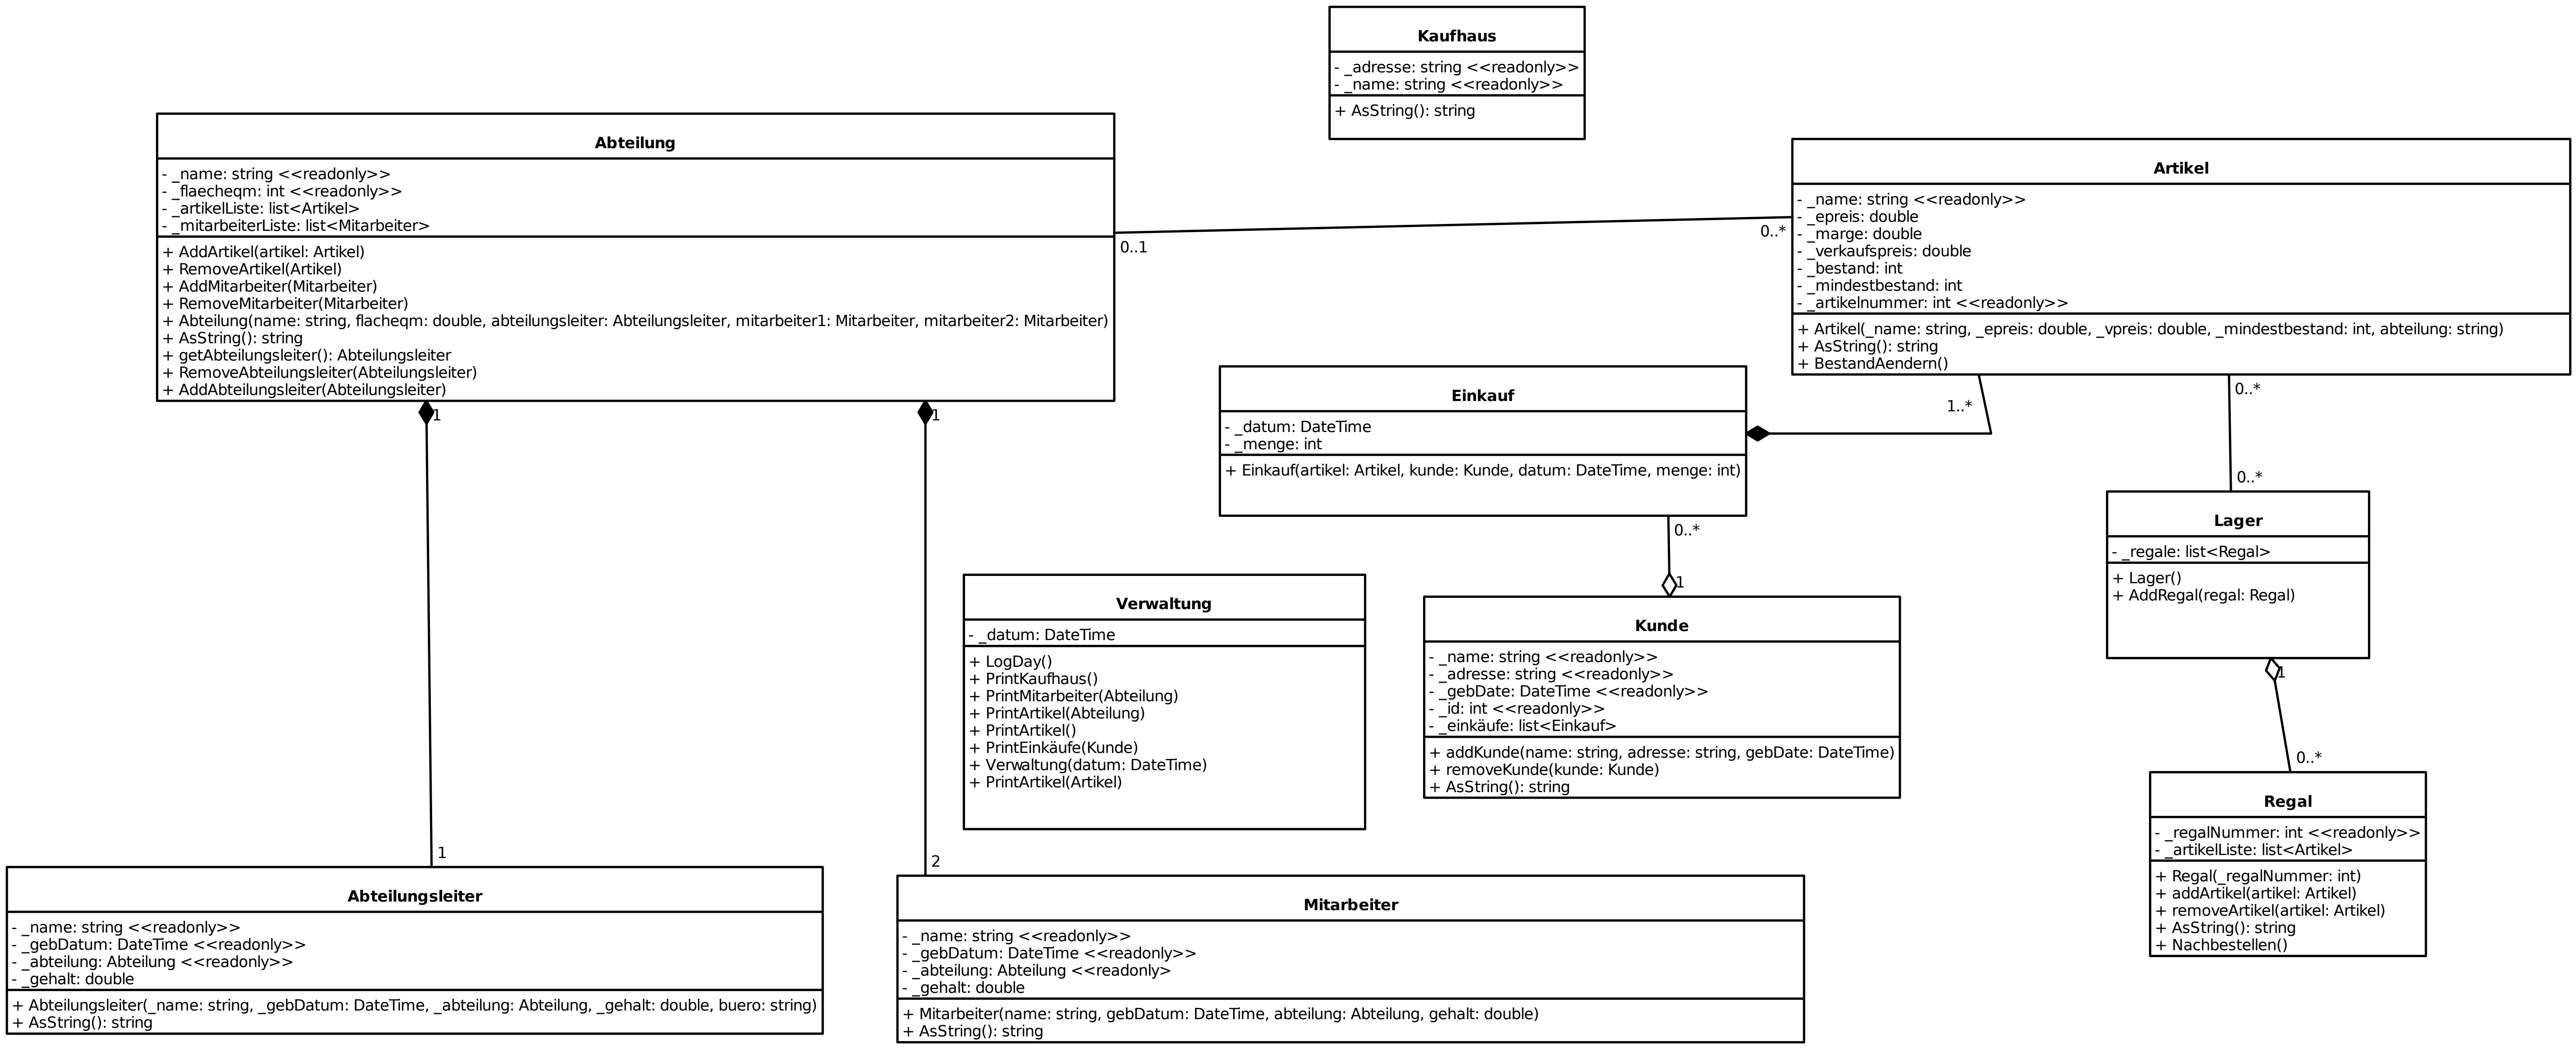 Kaufhaus
- _adresse: string <<readonly>>
- _name: string <<readonly>>
+ AsString(): string
Abteilung
- _name: string <<readonly>>
- _flaecheqm: int <<readonly>>
- _artikelListe: list<Artikel>
- _mitarbeiterListe: list<Mitarbeiter>
+ AddArtikel(artikel: Artikel)
+ RemoveArtikel(Artikel)
+ AddMitarbeiter(Mitarbeiter)
+ RemoveMitarbeiter(Mitarbeiter)
+ Abteilung(name: string, flacheqm: double, abteilungsleiter: Abteilungsleiter, mitarbeiter1: Mitarbeiter, mitarbeiter2: Mitarbeiter)
+ AsString(): string
+ getAbteilungsleiter(): Abteilungsleiter
+ RemoveAbteilungsleiter(Abteilungsleiter)
+ AddAbteilungsleiter(Abteilungsleiter)
0..1
0..*
Artikel
- _name: string <<readonly>>
- _epreis: double
- _marge: double
- _verkaufspreis: double
- _bestand: int
- _mindestbestand: int
- _artikelnummer: int <<readonly>>
+ Artikel(_name: string, _epreis: double, _vpreis: double, _mindestbestand: int, abteilung: string)
+ AsString(): string
+ BestandAendern()
1
1
1..*
0..*
Einkauf
- _datum: DateTime
- _menge: int
+ Einkauf(artikel: Artikel, kunde: Kunde, datum: DateTime, menge: int)
0..*
1
0..*
Lager
- _regale: list<Regal>
+ Lager()
+ AddRegal(regal: Regal)
1
0..*
Verwaltung
- _datum: DateTime
+ LogDay()
+ PrintKaufhaus()
+ PrintMitarbeiter(Abteilung)
+ PrintArtikel(Abteilung)
+ PrintArtikel()
+ PrintEinkäufe(Kunde)
+ Verwaltung(datum: DateTime)
+ PrintArtikel(Artikel)
Kunde
- _name: string <<readonly>>
- _adresse: string <<readonly>>
- _gebDate: DateTime <<readonly>>
- _id: int <<readonly>>
- _einkäufe: list<Einkauf>
+ addKunde(name: string, adresse: string, gebDate: DateTime)
+ removeKunde(kunde: Kunde)
+ AsString(): string
Regal
- _regalNummer: int <<readonly>>
- _artikelListe: list<Artikel>
+ Regal(_regalNummer: int)
+ addArtikel(artikel: Artikel)
+ removeArtikel(artikel: Artikel)
+ AsString(): string
+ Nachbestellen()
1
2
Abteilungsleiter
- _name: string <<readonly>>
- _gebDatum: DateTime <<readonly>>
- _abteilung: Abteilung <<readonly>>
- _gehalt: double
+ Abteilungsleiter(_name: string, _gebDatum: DateTime, _abteilung: Abteilung, _gehalt: double, buero: string)
+ AsString(): string
Mitarbeiter
- _name: string <<readonly>>
- _gebDatum: DateTime <<readonly>>
- _abteilung: Abteilung <<readonly>
- _gehalt: double
+ Mitarbeiter(name: string, gebDatum: DateTime, abteilung: Abteilung, gehalt: double)
+ AsString(): string